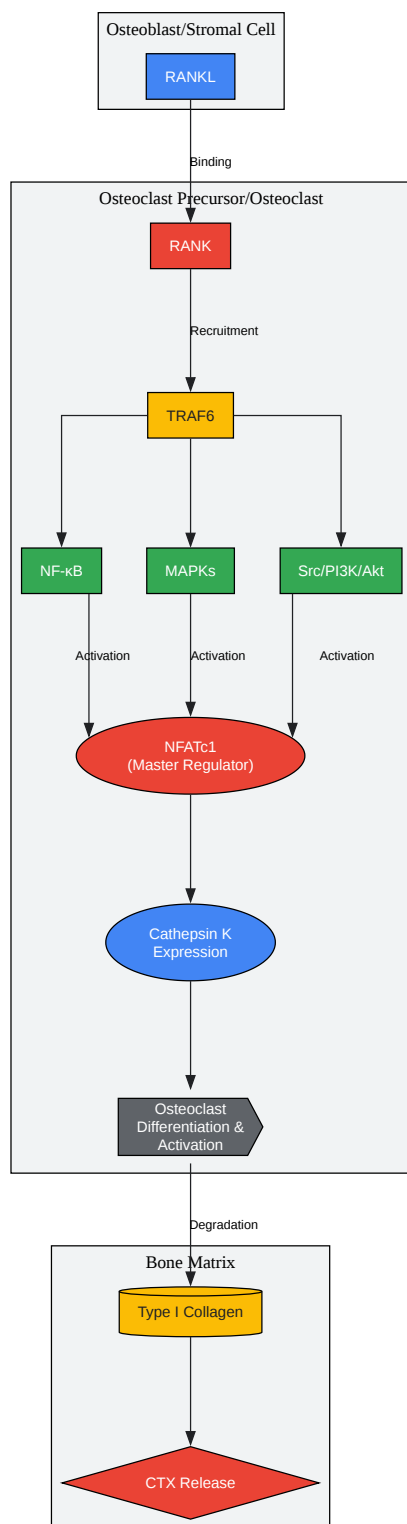 Osteoblast/Stromal Cell
RANKL
Binding
Osteoclast Precursor/Osteoclast
RANK
Recruitment
TRAF6
NF-κB
MAPKs
Src/PI3K/Akt
Activation
Activation
Activation
NFATc1
(Master Regulator)
Cathepsin K
Expression
Osteoclast
Differentiation &
Activation
Degradation
Bone Matrix
Type I Collagen
CTX Release